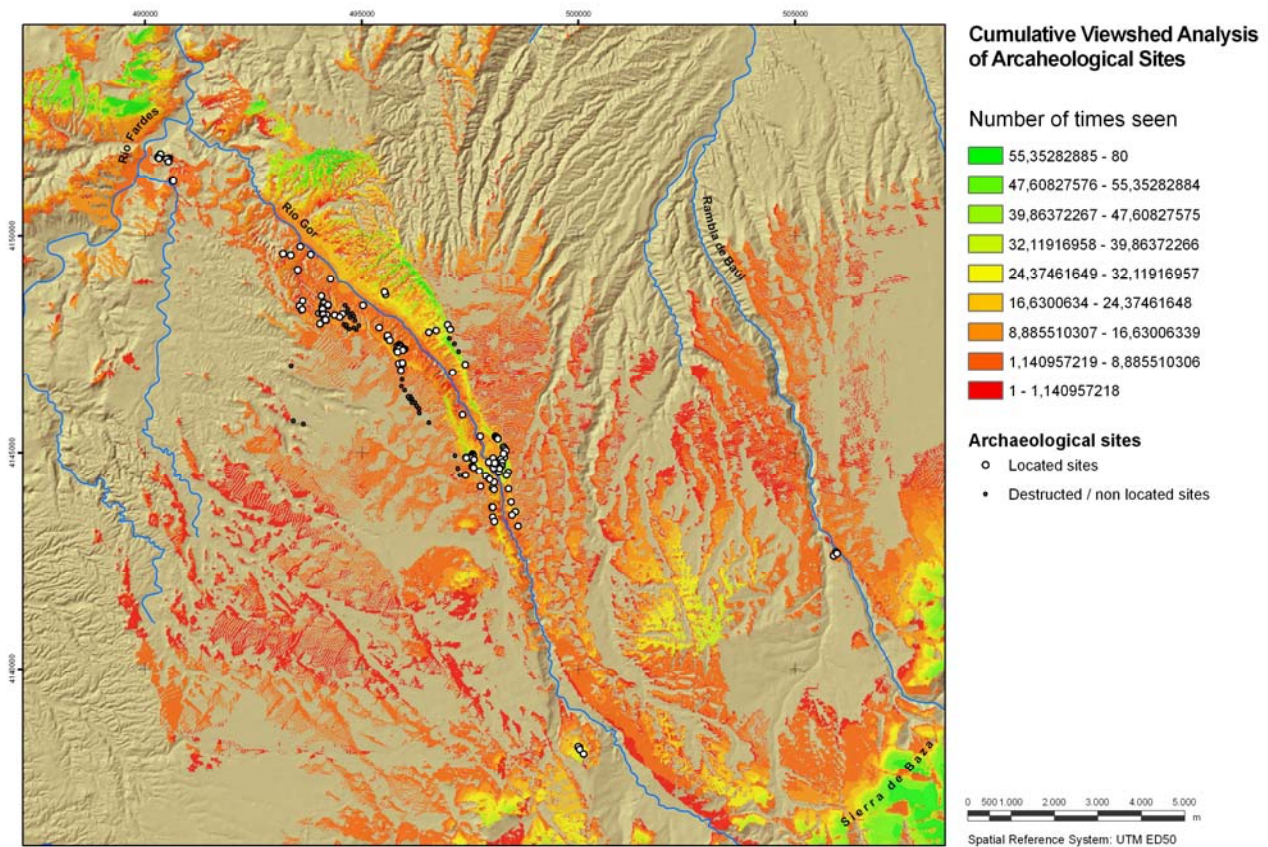 490000
495000
500000
505000
4150000
4145000
4140000
Río Fardes
Río Gor
Rambla de Baúl
Sierra de Baza
Cumulative Viewshed Analysis
of Arcaheological Sites
Number of times seen
55,35282885 - 80
47,60827576 - 55,35282884
39,86372267 - 47,60827575
32,11916958 - 39,86372266
24,37461649 - 32,11916957
16,6300634 - 24,37461648
8,885510307 - 16,63006339
1,140957219 - 8,885510306
1 - 1,140957218
Archaeological sites
Located sites
Destructed / non located sites
0 500 1.000 2.000 3.000 4.000 5.000
m
Spatial Reference System: UTM ED50